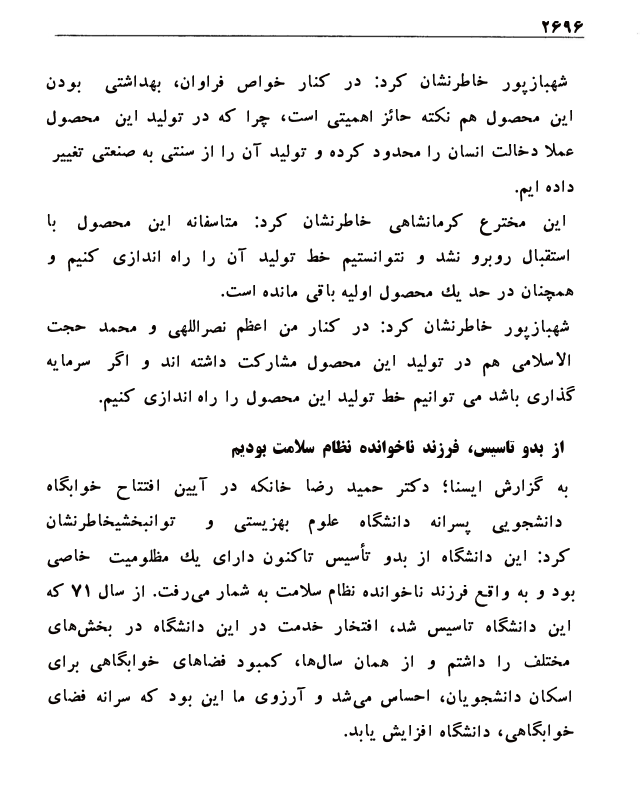 ۲۶۹۶
شهبازپور خاطرنشان کرد: در کنار خواص فراوان، بهداشتی بودن
این محصول هم نکته حائز اهمیتی است، چرا که در تولید این محصول
عملا دخالت انسان را محدود کرده و تولید آن را از سنتی به صنعتی تغییر
داده ایم.
این مخترع کرمانشاهی خاطرنشان کرد: متاسفانه این محصول با
استقبال روبرو نشد و نتوانستیم خط تولید آن را راه اندازی کنیم و
همچنان در حد یك محصول اولیه باقی مانده است.
شهبازپور خاطرنشان کرد: در کنار من اعظم نصراللهی و محمد حجت
الاسلامی هم در تولید این محصول مشارکت داشته اند و اگر سرمایه
گذاری باشد می توانیم خط تولید این محصول را راه اندازی کنیم.
از بدو تاسیس، فرزند ناخوانده نظام سلامت بودیم
به گزارش ایسنا؛ دکتر حمید رضا خانکه در آیین افتتاح خوابگاه
دانشجویی پسرانه دانشگاه علوم بهزیستی و توانبخشیخاطرنشان
کرد: این دانشگاه از بدو تأسیس تاکنون دارای یك مظلومیت خاصی
بود و به واقع فرزند ناخوانده نظام سلامت به شمار می‌رفت. از سال ۷۱ که
این دانشگاه تاسیس شد، افتخار خدمت در این دانشگاه در بخش‌های
مختلف را داشتم و از همان سال‌ها، کمبود فضاهای خوابگاهی برای
اسکان دانشجویان، احساس می‌شد و آرزوی ما این بود که سرانه فضای
خوابگاهی، دانشگاه افزایش یابد.